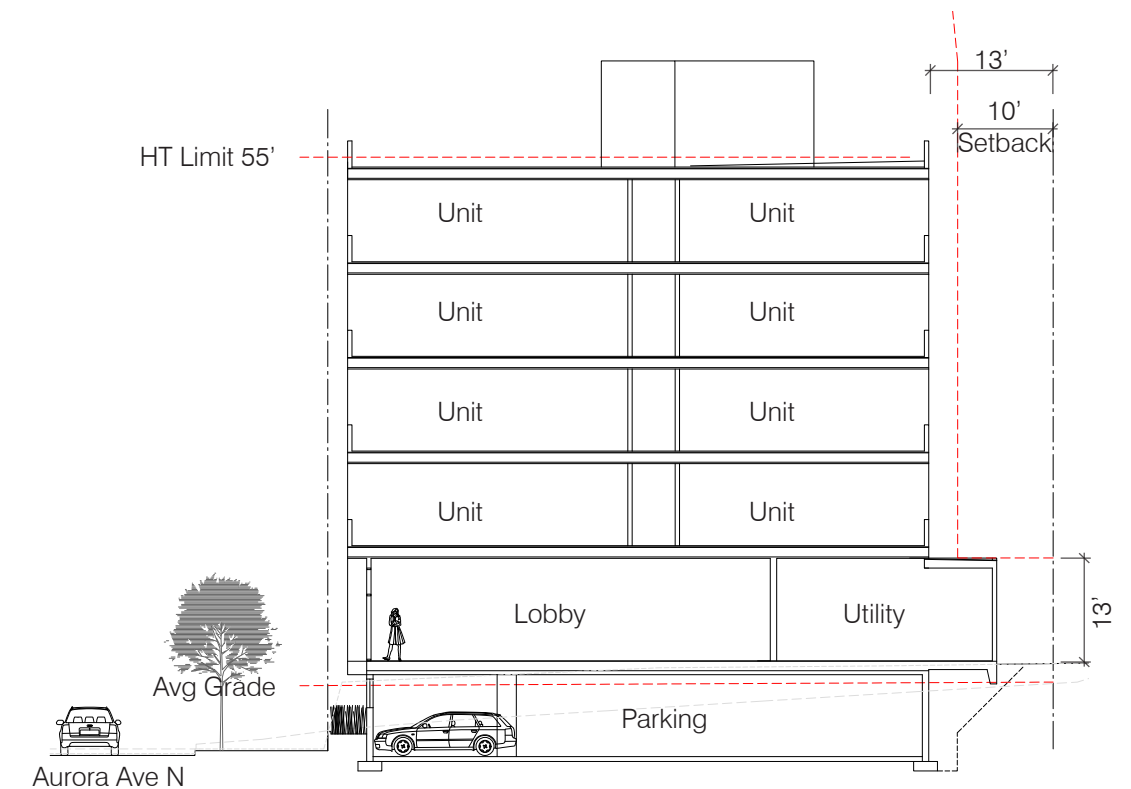 13’
10’
Setback
HT Limit 55’
Unit
Unit
Unit
Unit
Unit
Unit
Unit
Unit
Lobby
Utility
13’
Avg Grade
Parking
Aurora Ave N